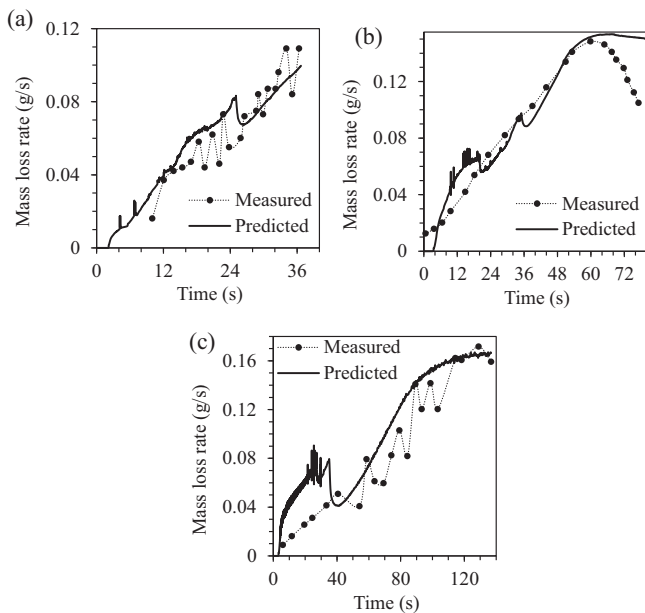 (a)
Mass loss rate (g/s)
0.12
0.08
0.04
0
Measured
Predicted
0 12 24 36
Time (s)
(b)
Mass loss rate (g/s)
0.16
0.12
0.08
0.04
0
Measured
Predicted
0 12 24 36 48 60 72
Time (s)
(c)
Mass loss rate (g/s)
Measured
Predicted
0.16
0.12
0.08
0.04
0
0 40 80 120
Time (s)